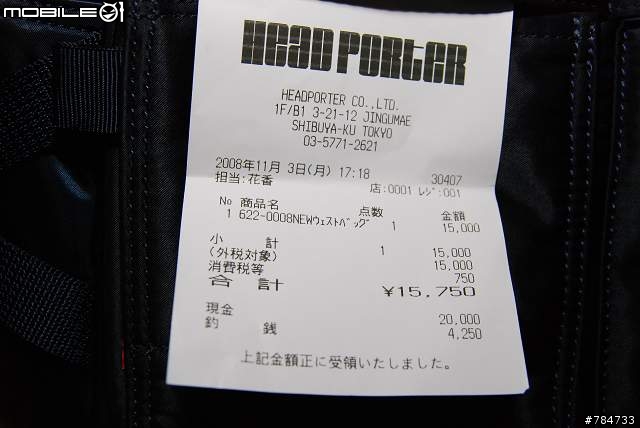 MOBILE01
HEAD PORTER
HEADPORTER CO.,LTD.
1F/B1 3-21-12 JINGUMAE
SHIBUYA-KU TOKYO
03-5771-2621
2008年11月 3日(月) 17:18 30407
担当:花香 店:0001 レジ:001
No 商品名 点数 金額
1 622-0008NEWウェストバッグ 1 15,000
小 計 1 15,000
(外税対象) 15,000
消費税等 750
合 計 ¥15,750
現金 20,000
釣 銭 4,250
上記金額正に受領いたしました。
#784733